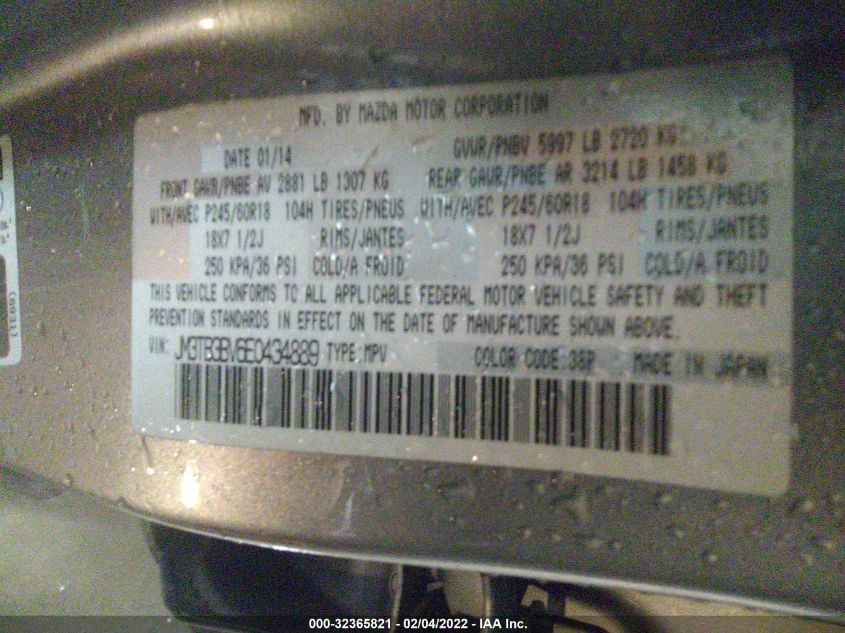 MFD. BY MAZDA MOTOR CORPORATION
DATE 01/14 GVWR/PNBV 5997 LB 2720 KG
FRONT GAWR/PNBE AV 2881 LB 1307 KG REAR GAWR/PNBE AR 3214 LB 1458 KG
WITH/AVEC P245/60R18 104H TIRES/PNEUS WITH/AVEC P245/60R18 104H TIRES/PNEUS
18X7 1/2J RIMS/JANTES 18X7 1/2J RIMS/JANTES
250 KPA/36 PSI COLD/A FROID 250 KPA/36 PSI COLD/A FROID
THIS VEHICLE CONFORMS TO ALL APPLICABLE FEDERAL MOTOR VEHICLE SAFETY AND THEFT
PREVENTION STANDARDS IN EFFECT ON THE DATE OF MANUFACTURE SHOWN ABOVE.
VIN: JM3TB3BV6E0434889 TYPE:MPV COLOR CODE:38P MADE IN JAPAN
000-32365821 - 02/04/2022 - IAA Inc.